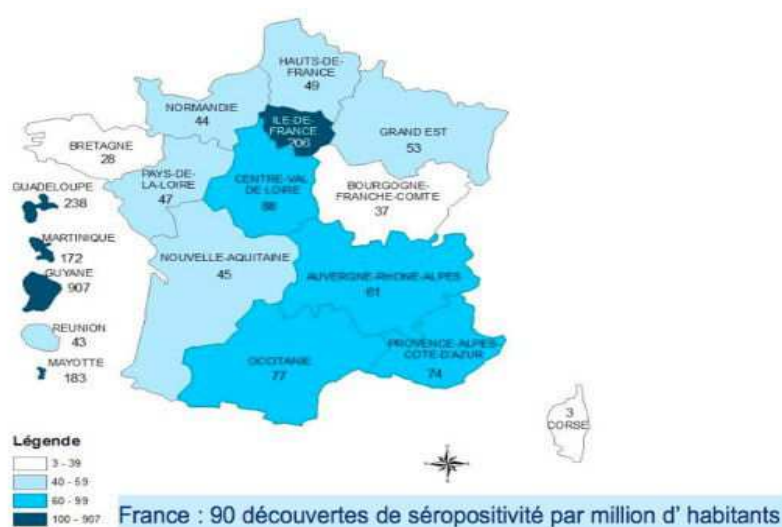 HAUTS-DE-
FRANCE
49
NORMANDIE
44
ILE-DE-
FRANCE
206
GRAND EST
53
BRETAGNE
28
PAYS-DE-
LA-LOIRE
47
CENTRE-VAL
DE LOIRE
BOURGOGNE-
FRANCHE-COMTE
37
GUADELOUPE
238
MARTINIQUE
172
GUYANE
907
NOUVELLE-AQUITAINE
45
AUVERGNE-RHONE-ALPES
61
REUNION
43
MAYOTTE
183
OCCITANIE
77
PROVENCE-ALPES-
COTE-D'AZUR
74
3
CORSE
Légende
3 - 39
40 - 59
60 - 99
100 - 907
France : 90 découvertes de séropositivité par million d' habitants